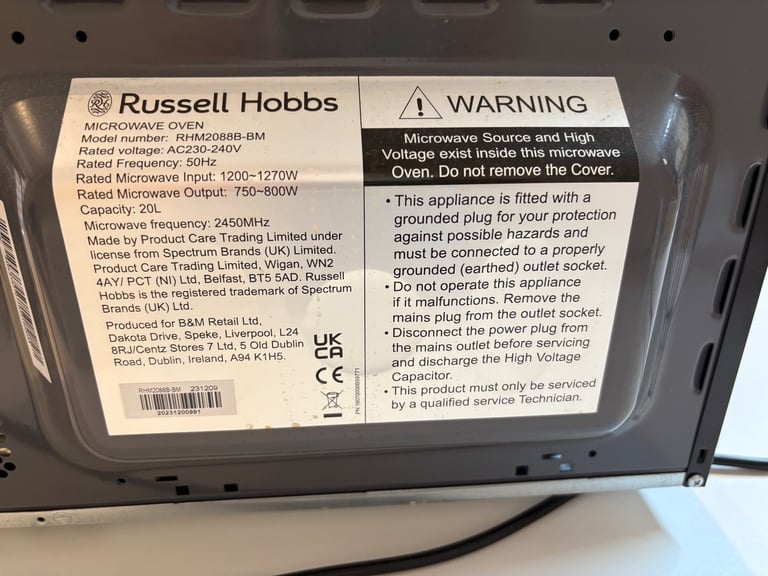 Russell Hobbs
MICROWAVE OVEN
Model number: RHM2088B-BM
Rated voltage: AC230-240V
Rated Frequency: 50Hz
Rated Microwave Input: 1200~1270W
Rated Microwave Output: 750~800W
Capacity: 20L
Microwave frequency: 2450MHz
Made by Product Care Trading Limited under
license from Spectrum Brands (UK) Limited.
Product Care Trading Limited, Wigan, WN2
4AY/ PCT (NI) Ltd, Belfast, BT5 5AD. Russell
Hobbs is the registered trademark of Spectrum
Brands (UK) Ltd.
Produced for B&M Retail Ltd,
Dakota Drive, Speke, Liverpool, L24
8RJ/Centz Stores 7 Ltd, 5 Old Dublin
Road, Dublin, Ireland, A94 K1H5.
UK
CA
CE
RHM2088B-BM 231209
20231200991
WARNING
Microwave Source and High
Voltage exist inside this microwave
Oven. Do not remove the Cover.
• This appliance is fitted with a
grounded plug for your protection
against possible hazards and
must be connected to a properly
grounded (earthed) outlet socket.
• Do not operate this appliance
if it malfunctions. Remove the
mains plug from the outlet socket.
• Disconnect the power plug from
the mains outlet before servicing
and discharge the High Voltage
Capacitor.
• This product must only be serviced
by a qualified service Technician.